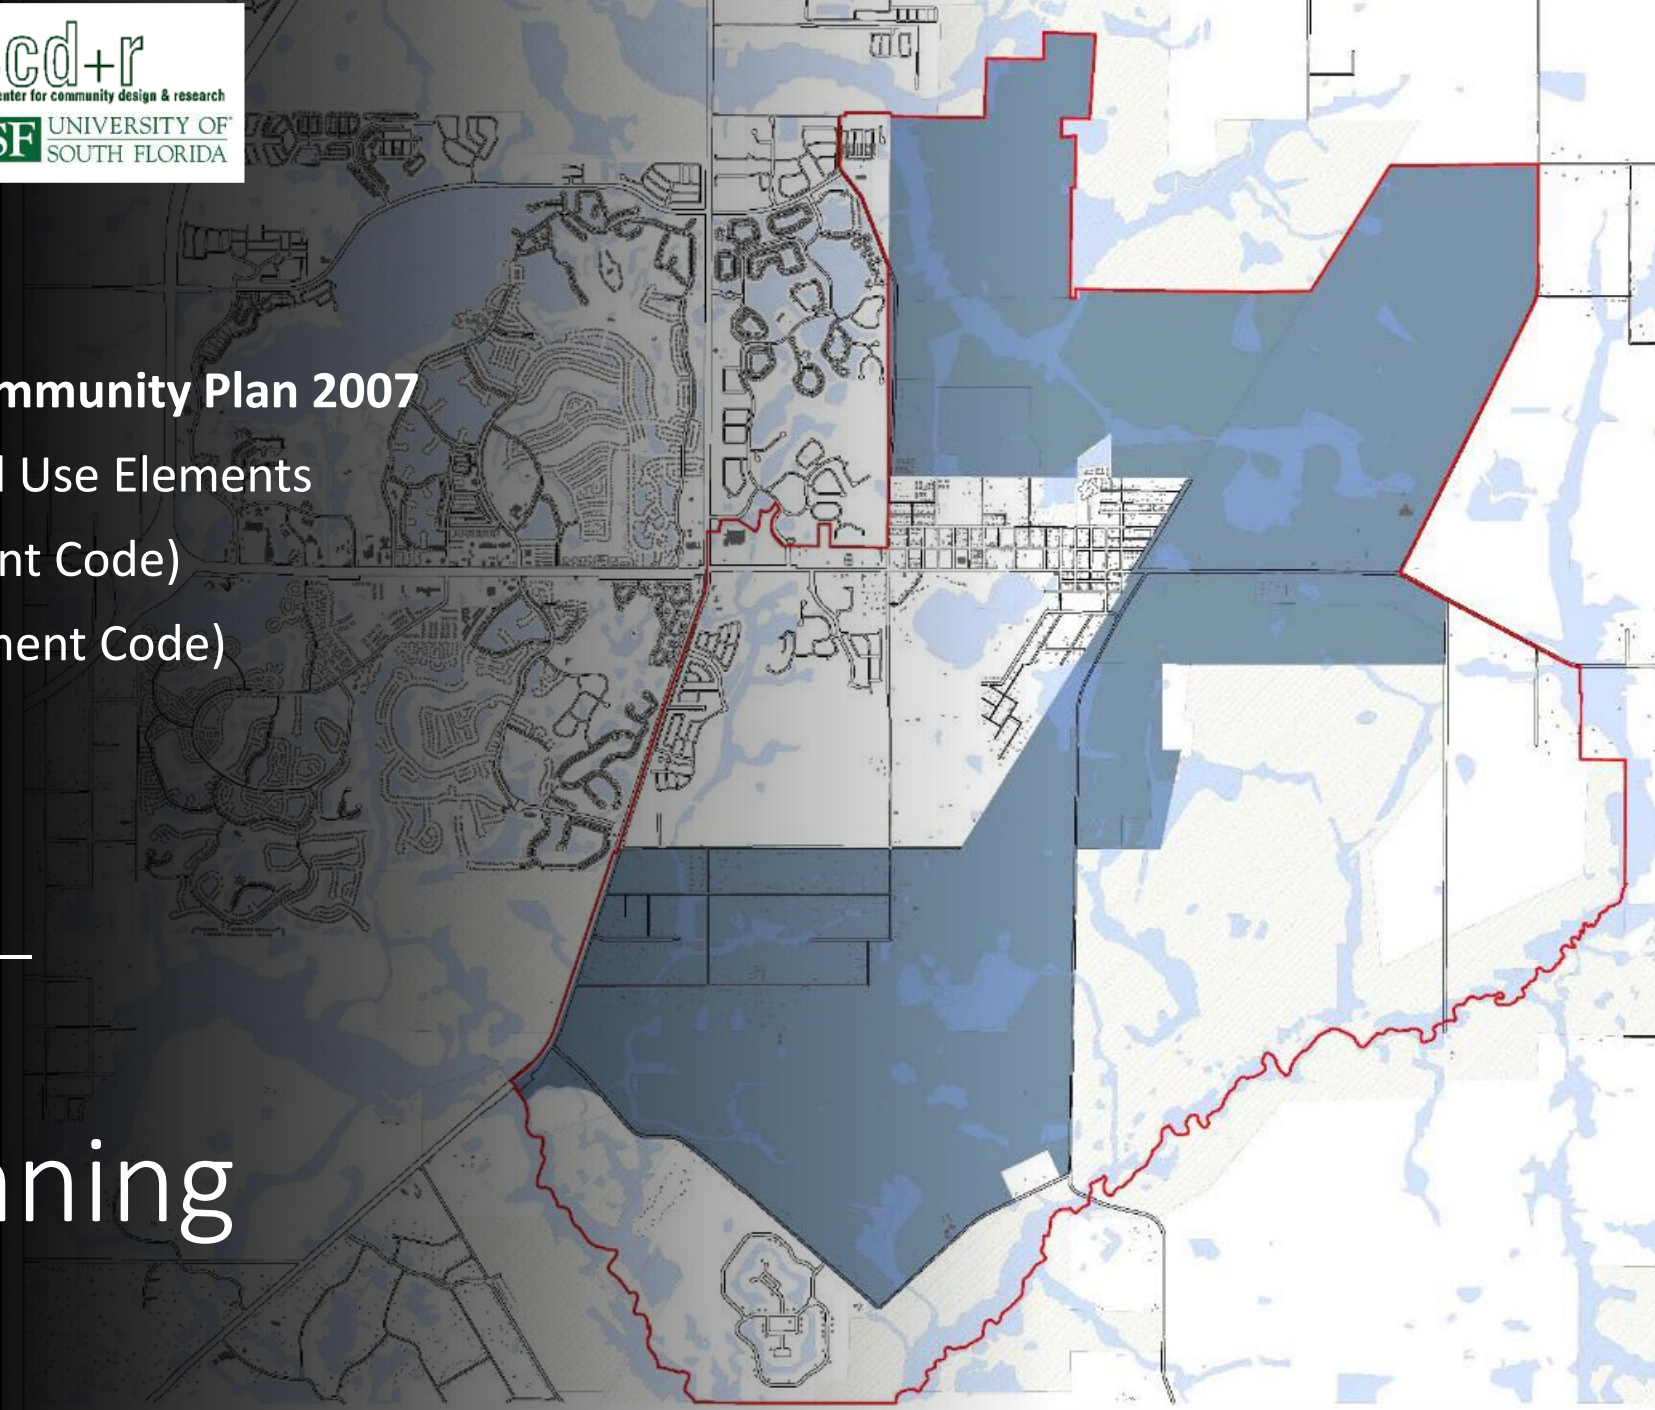 cd+r
enter for community design & research
SF UNIVERSITY OF
SOUTH FLORIDA
mmunity Plan 2007
l Use Elements
nt Code)
nent Code)
nning